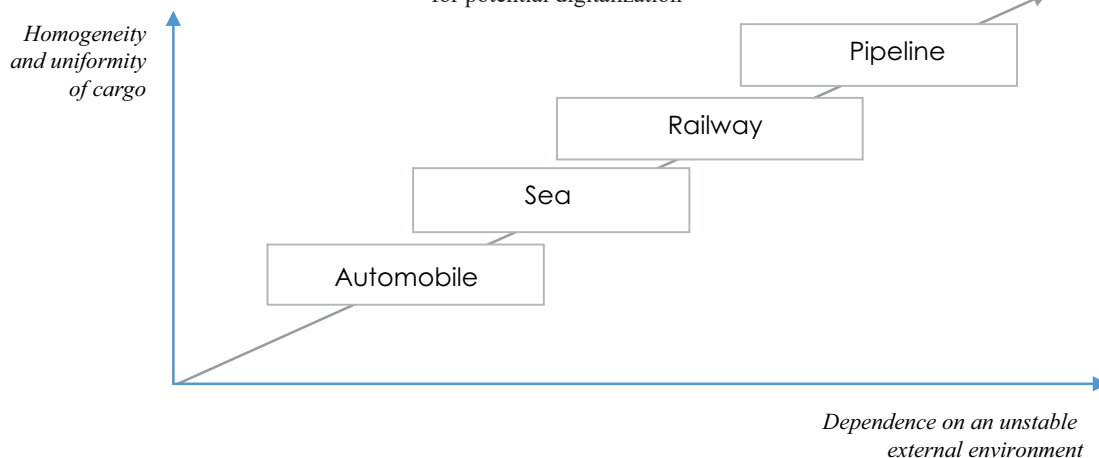 for potential digitalization
Homogeneity
and uniformity
of cargo
Pipeline
Railway
Sea
Automobile
Dependence on an unstable
external environment